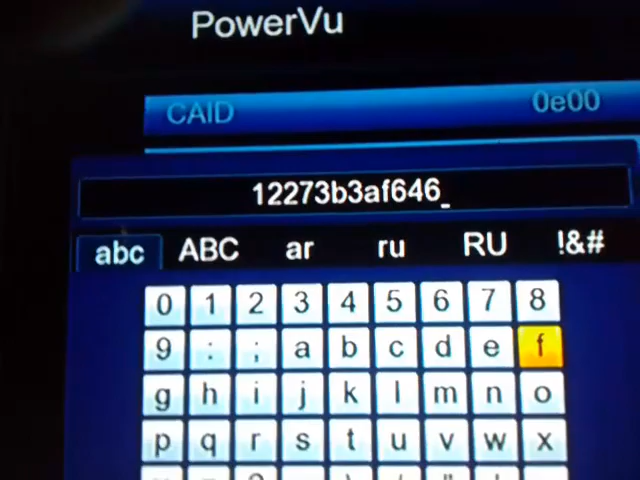 PowerVu
CAID 0e00
12273b3af646_
abc ABC ar ru RU !&#
0 1 2 3 4 5 6 7 8
9 : ; a b c d e f
g h i j k l m n o
p q r s t u v w x